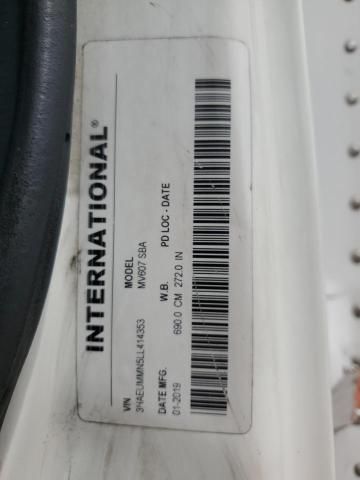 INTERNATIONAL®
VIN MODEL
3HAEUMMN5LL414353 MV607 SBA
DATE MFG. W.B. PD LOC - DATE
01-2019 690.0 CM 272.0 IN